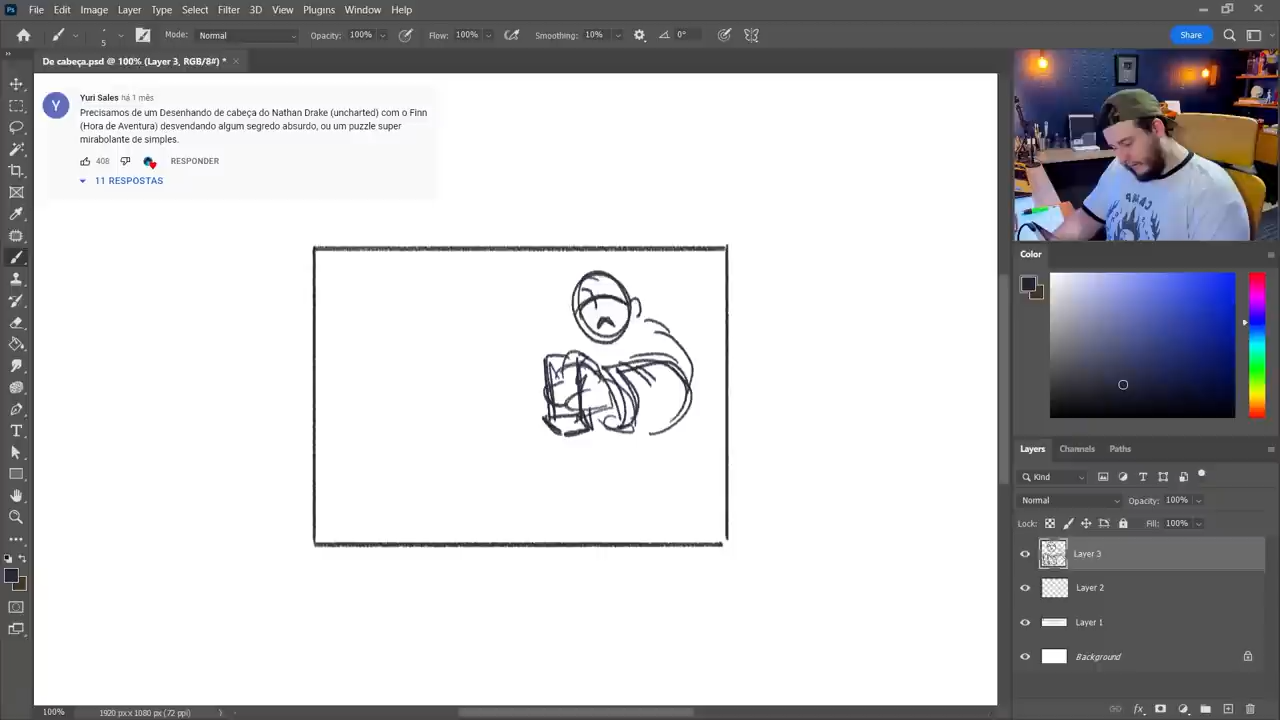 Ps File Edit Image Layer Type Select Filter 3D View Plugins Window Help
5 Mode: Normal Opacity: 100% Flow: 100% Smoothing: 10% 0° Share
De cabeça.psd @ 100% (Layer 3, RGB/8#) * ×
Y Yuri Sales há 1 mês
Precisamos de um Desenhando de cabeça do Nathan Drake (uncharted) com o Finn
(Hora de Aventura) desvendando algum segredo absurdo, ou um puzzle super
mirabolante de simples.
408 RESPONDER
11 RESPOSTAS
Color
Layers Channels Paths
Kind
Normal Opacity: 100%
Lock: Fill: 100%
Layer 3
Layer 2
Layer 1
Background
100% 1920 px x 1080 px (72 ppi)